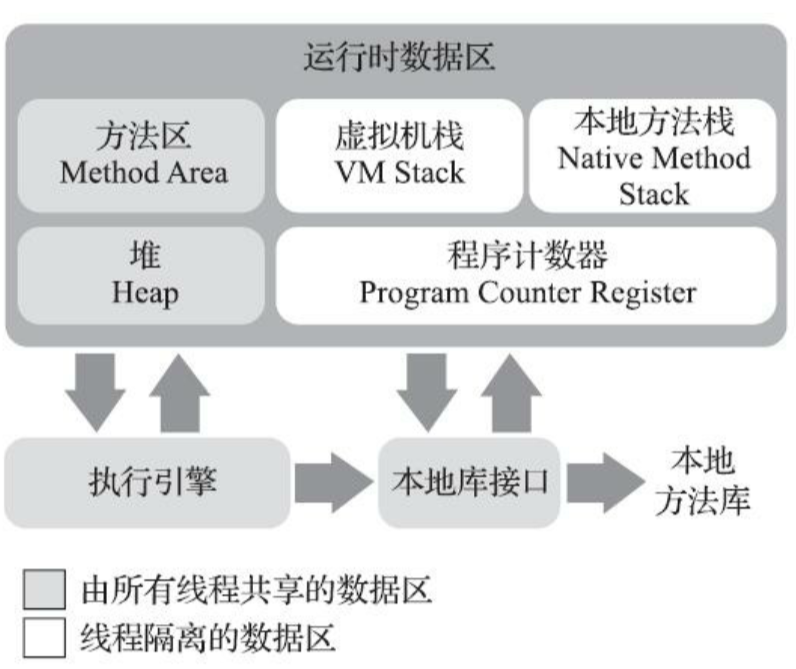 运行时数据区
方法区
Method Area
虚拟机栈
VM Stack
本地方法栈
Native Method
Stack
堆
Heap
程序计数器
Program Counter Register
执行引擎
本地库接口
本地
方法库
由所有线程共享的数据区
线程隔离的数据区